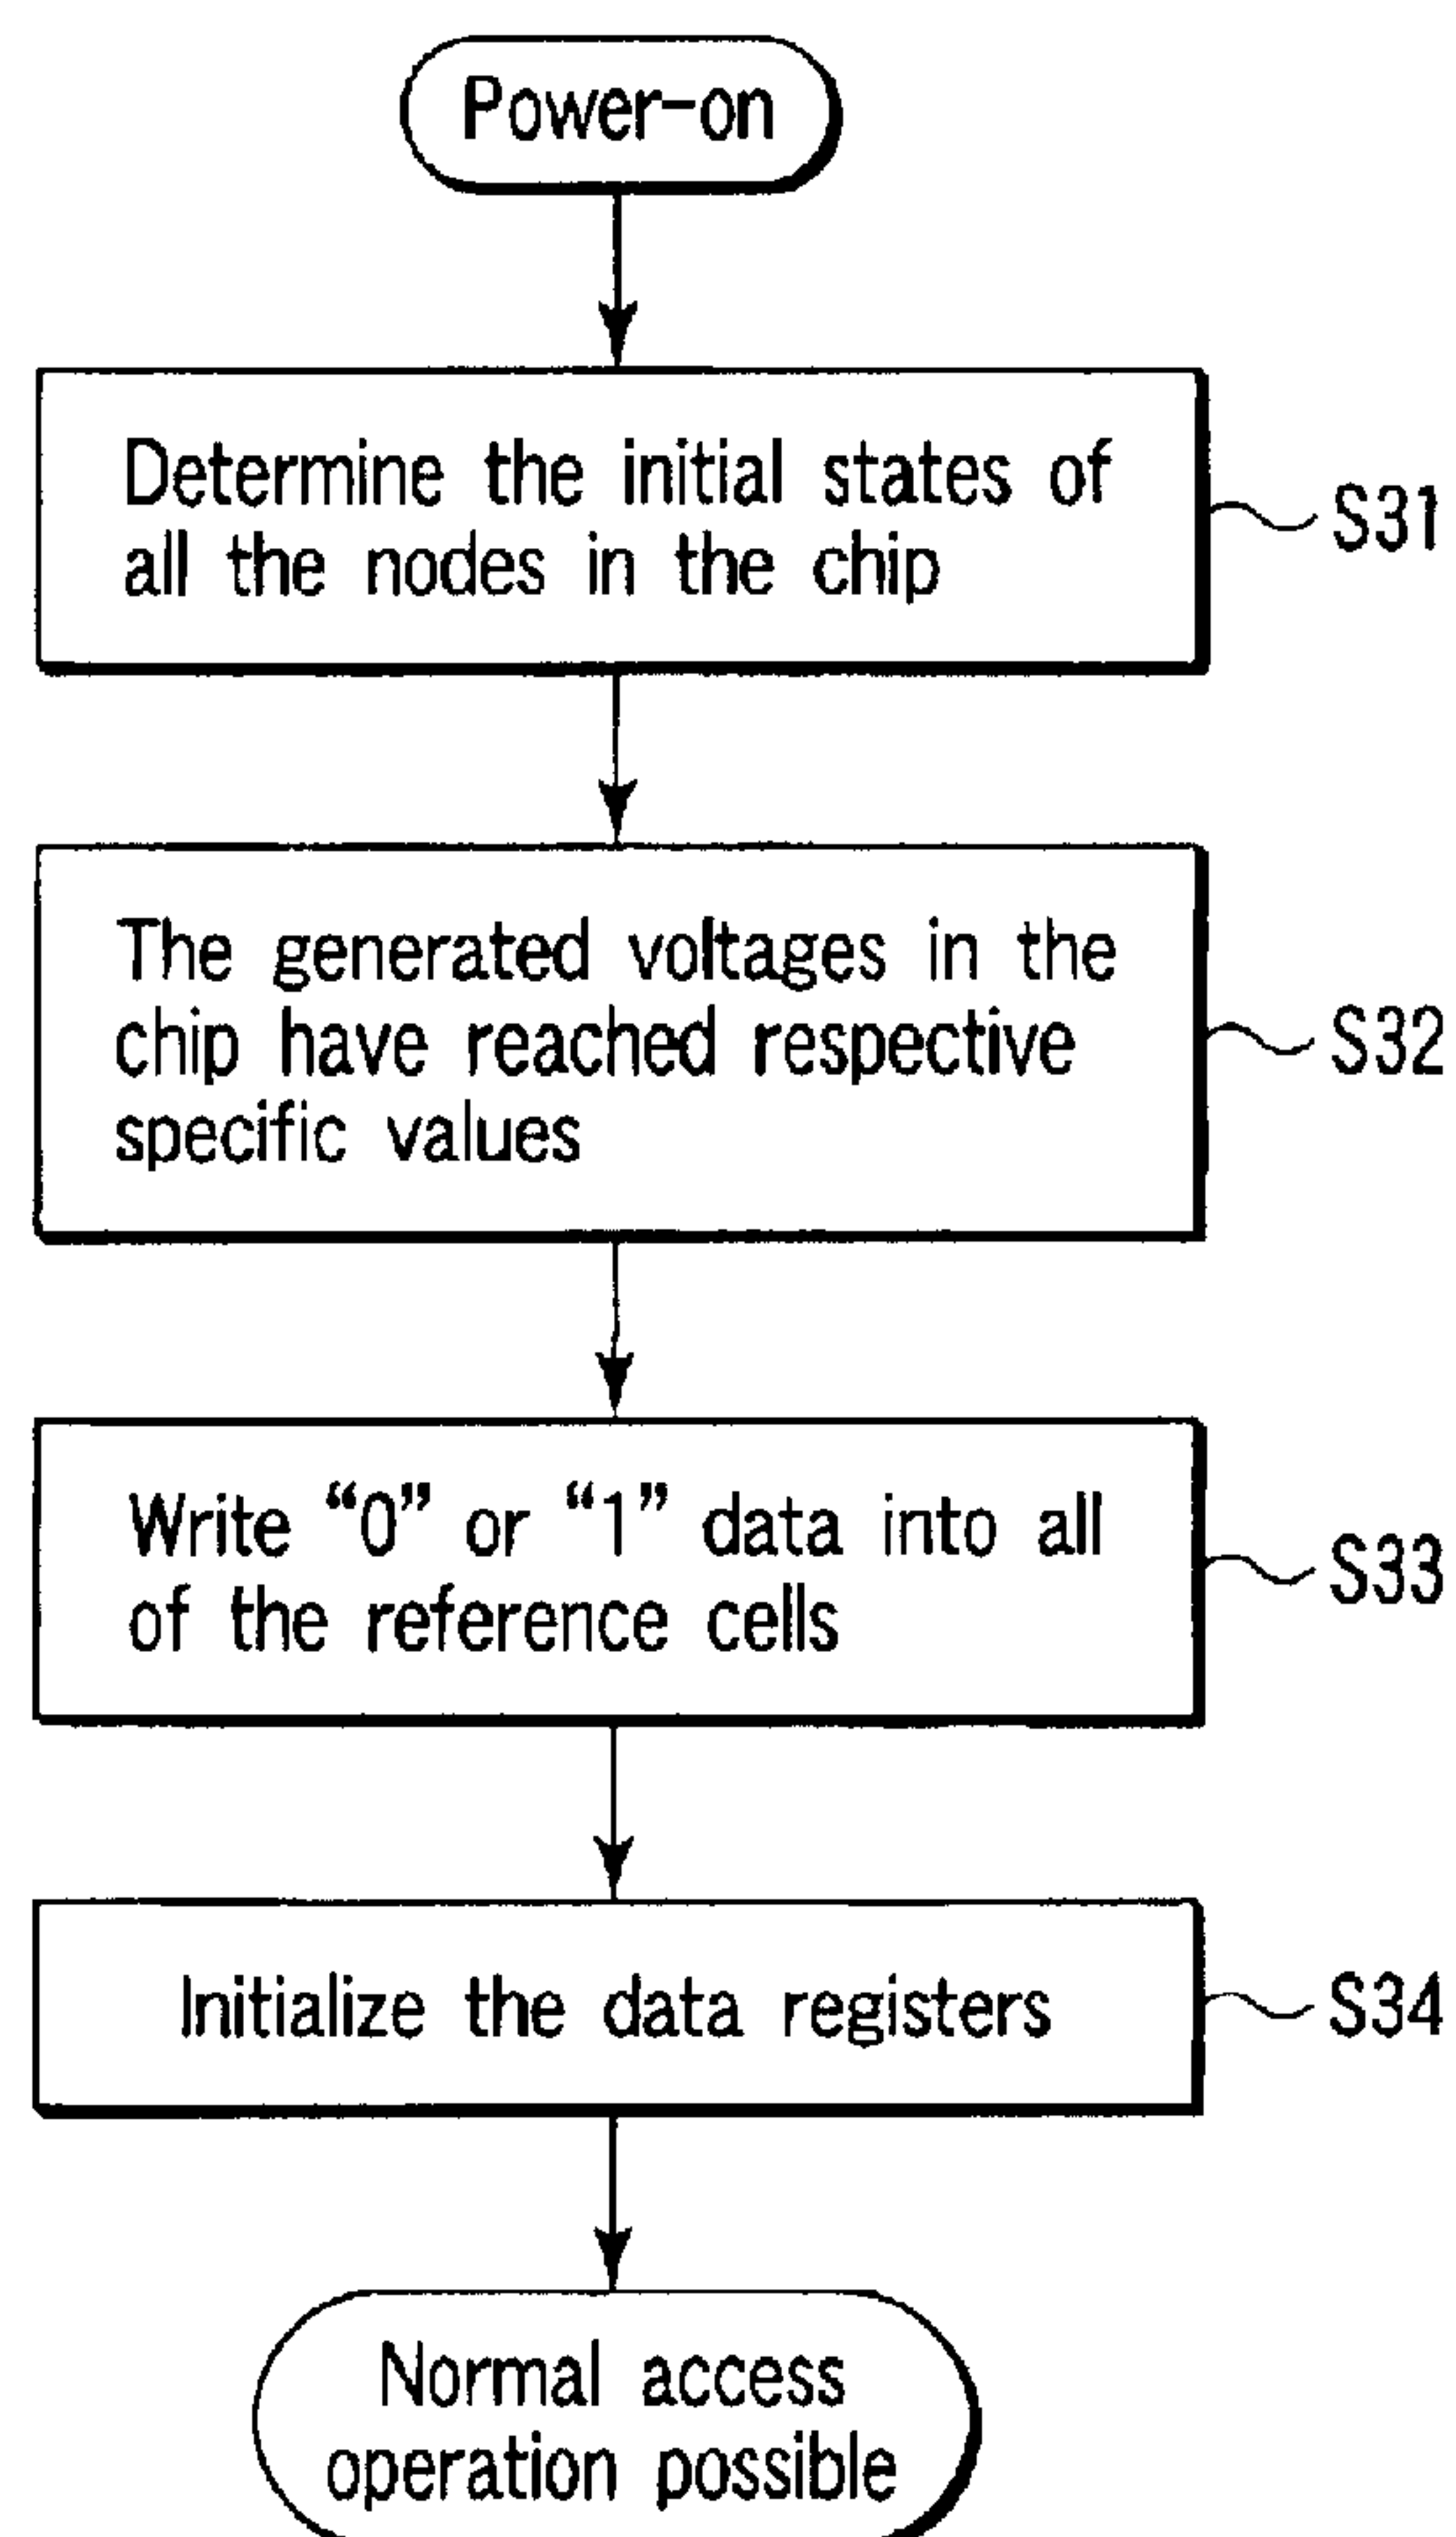 Power-on
Determine the initial states of
all the nodes in the chip
S31
The generated voltages in the
chip have reached respective
specific values
S32
Write “0” or “1” data into all
of the reference cells
S33
Initialize the data registers
S34
Normal access
operation possible